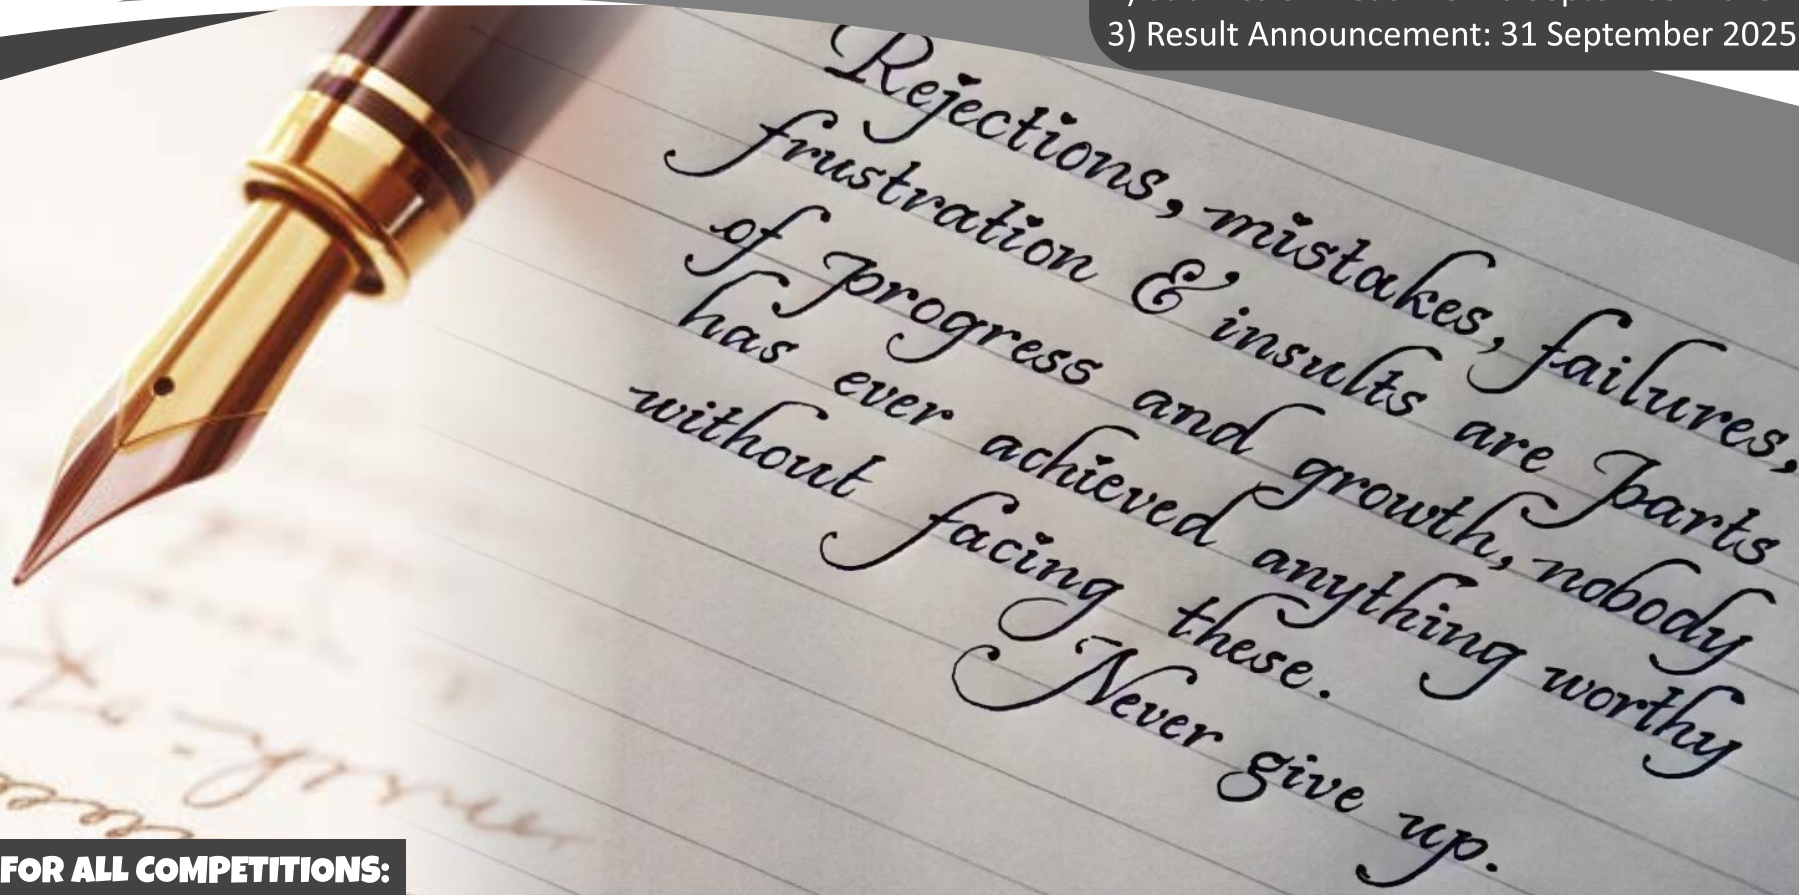 3) Result Announcement: 31 September 2025
Rejections, mistakes, failures,
frustration & insults are parts
of progress and growth, nobody
has ever achieved anything worthy
without facing these.
Never give up.
FOR ALL COMPETITIONS: